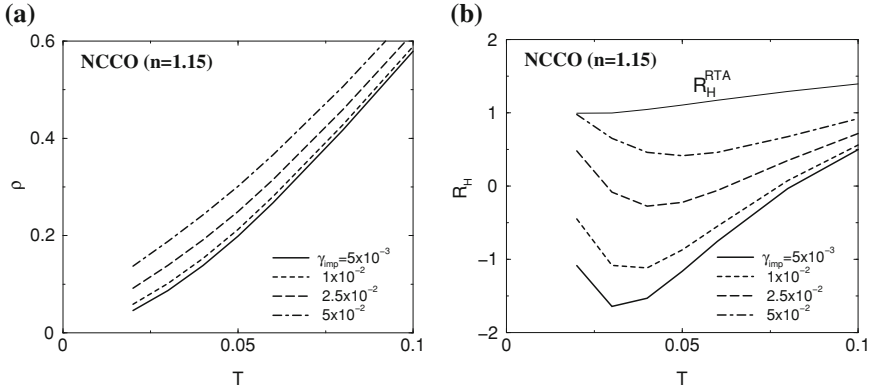 (a)
NCCO (n=1.15)
ρ
0.6
0.4
0.2
0
γimp=5x10⁻³
1x10⁻²
2.5x10⁻²
5x10⁻²
0
0.05
0.1
T
(b)
NCCO (n=1.15)
R_H^RTA
R_H
2
1
0
−1
−2
γimp=5x10⁻³
1x10⁻²
2.5x10⁻²
5x10⁻²
0
0.05
0.1
T